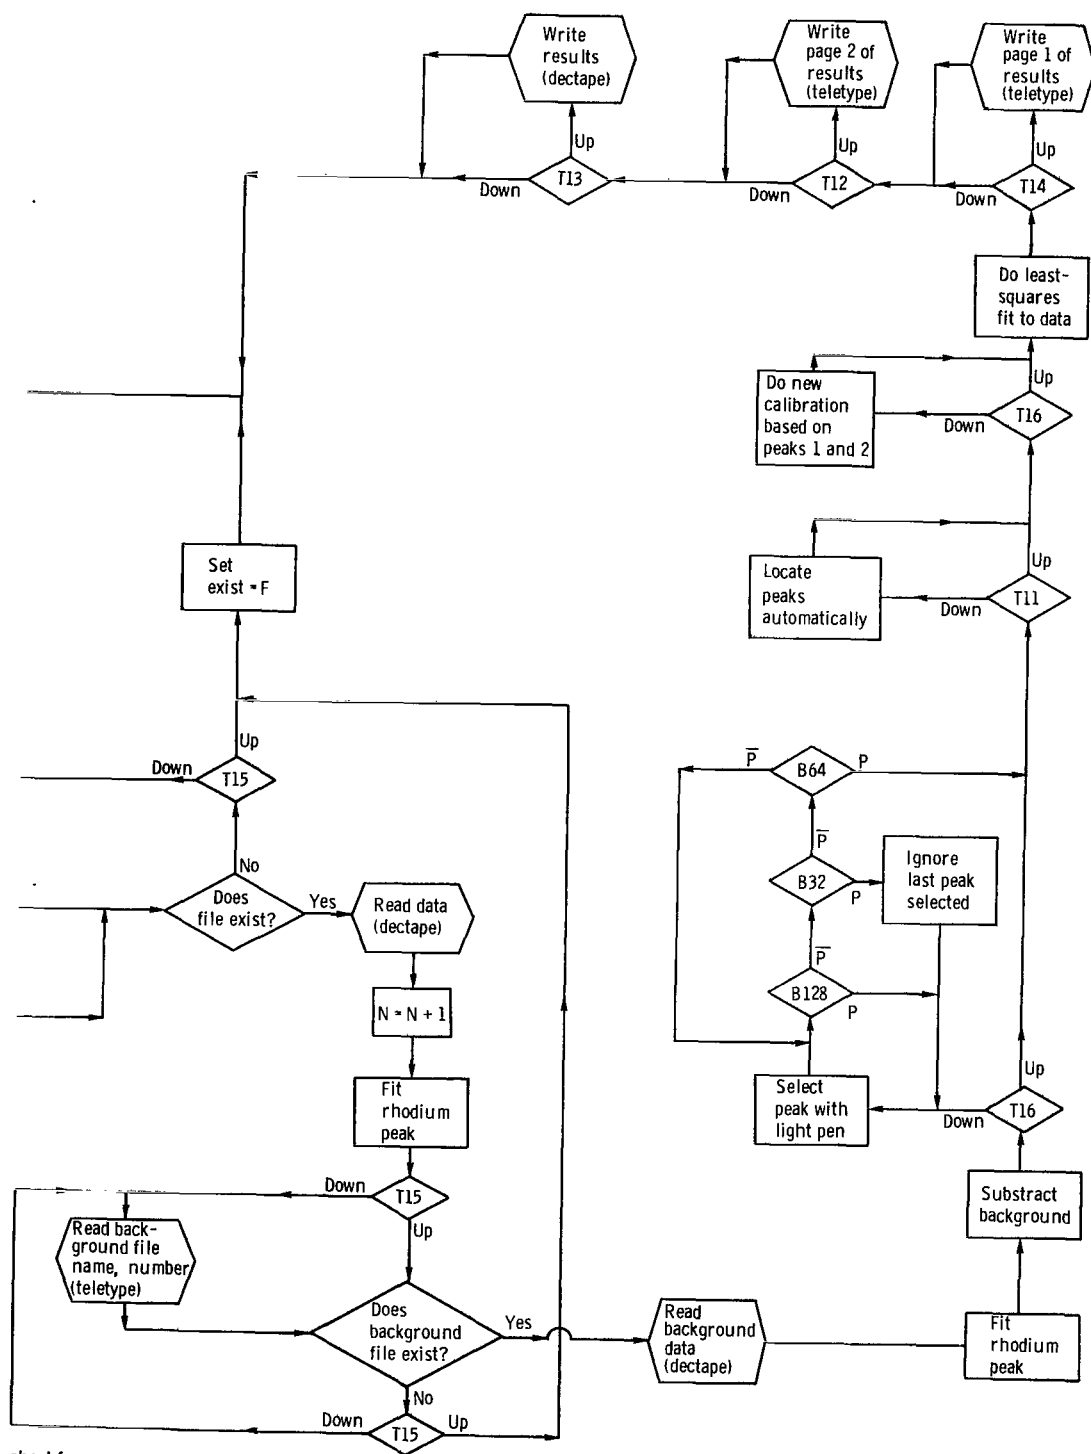 Write
results
(dectape)
Write
page 2 of
results
(teletype)
Write
page 1 of
results
(teletype)
Up
Up
Up
T13
Down
T12
Down
T14
Down
Do least-
squares
fit to data
Up
Do new
calibration
based on
peaks 1 and 2
T16
Down
Set
exist = F
Up
Locate
peaks
automatically
T11
Down
Up
Down
T15
P̅
B64
P
P̅
No
Does
file exist?
Yes
Read data
(dectape)
B32
P
Ignore
last peak
selected
P̅
B128
P
N = N + 1
Fit
rhodium
peak
Select
peak with
light pen
Up
T16
Down
Down
T15
Up
Substract
background
Read back-
ground file
name, number
(teletype)
Does
background
file exist?
Yes
Read
background
data
(dectape)
Fit
rhodium
peak
No
Down
T15
Up